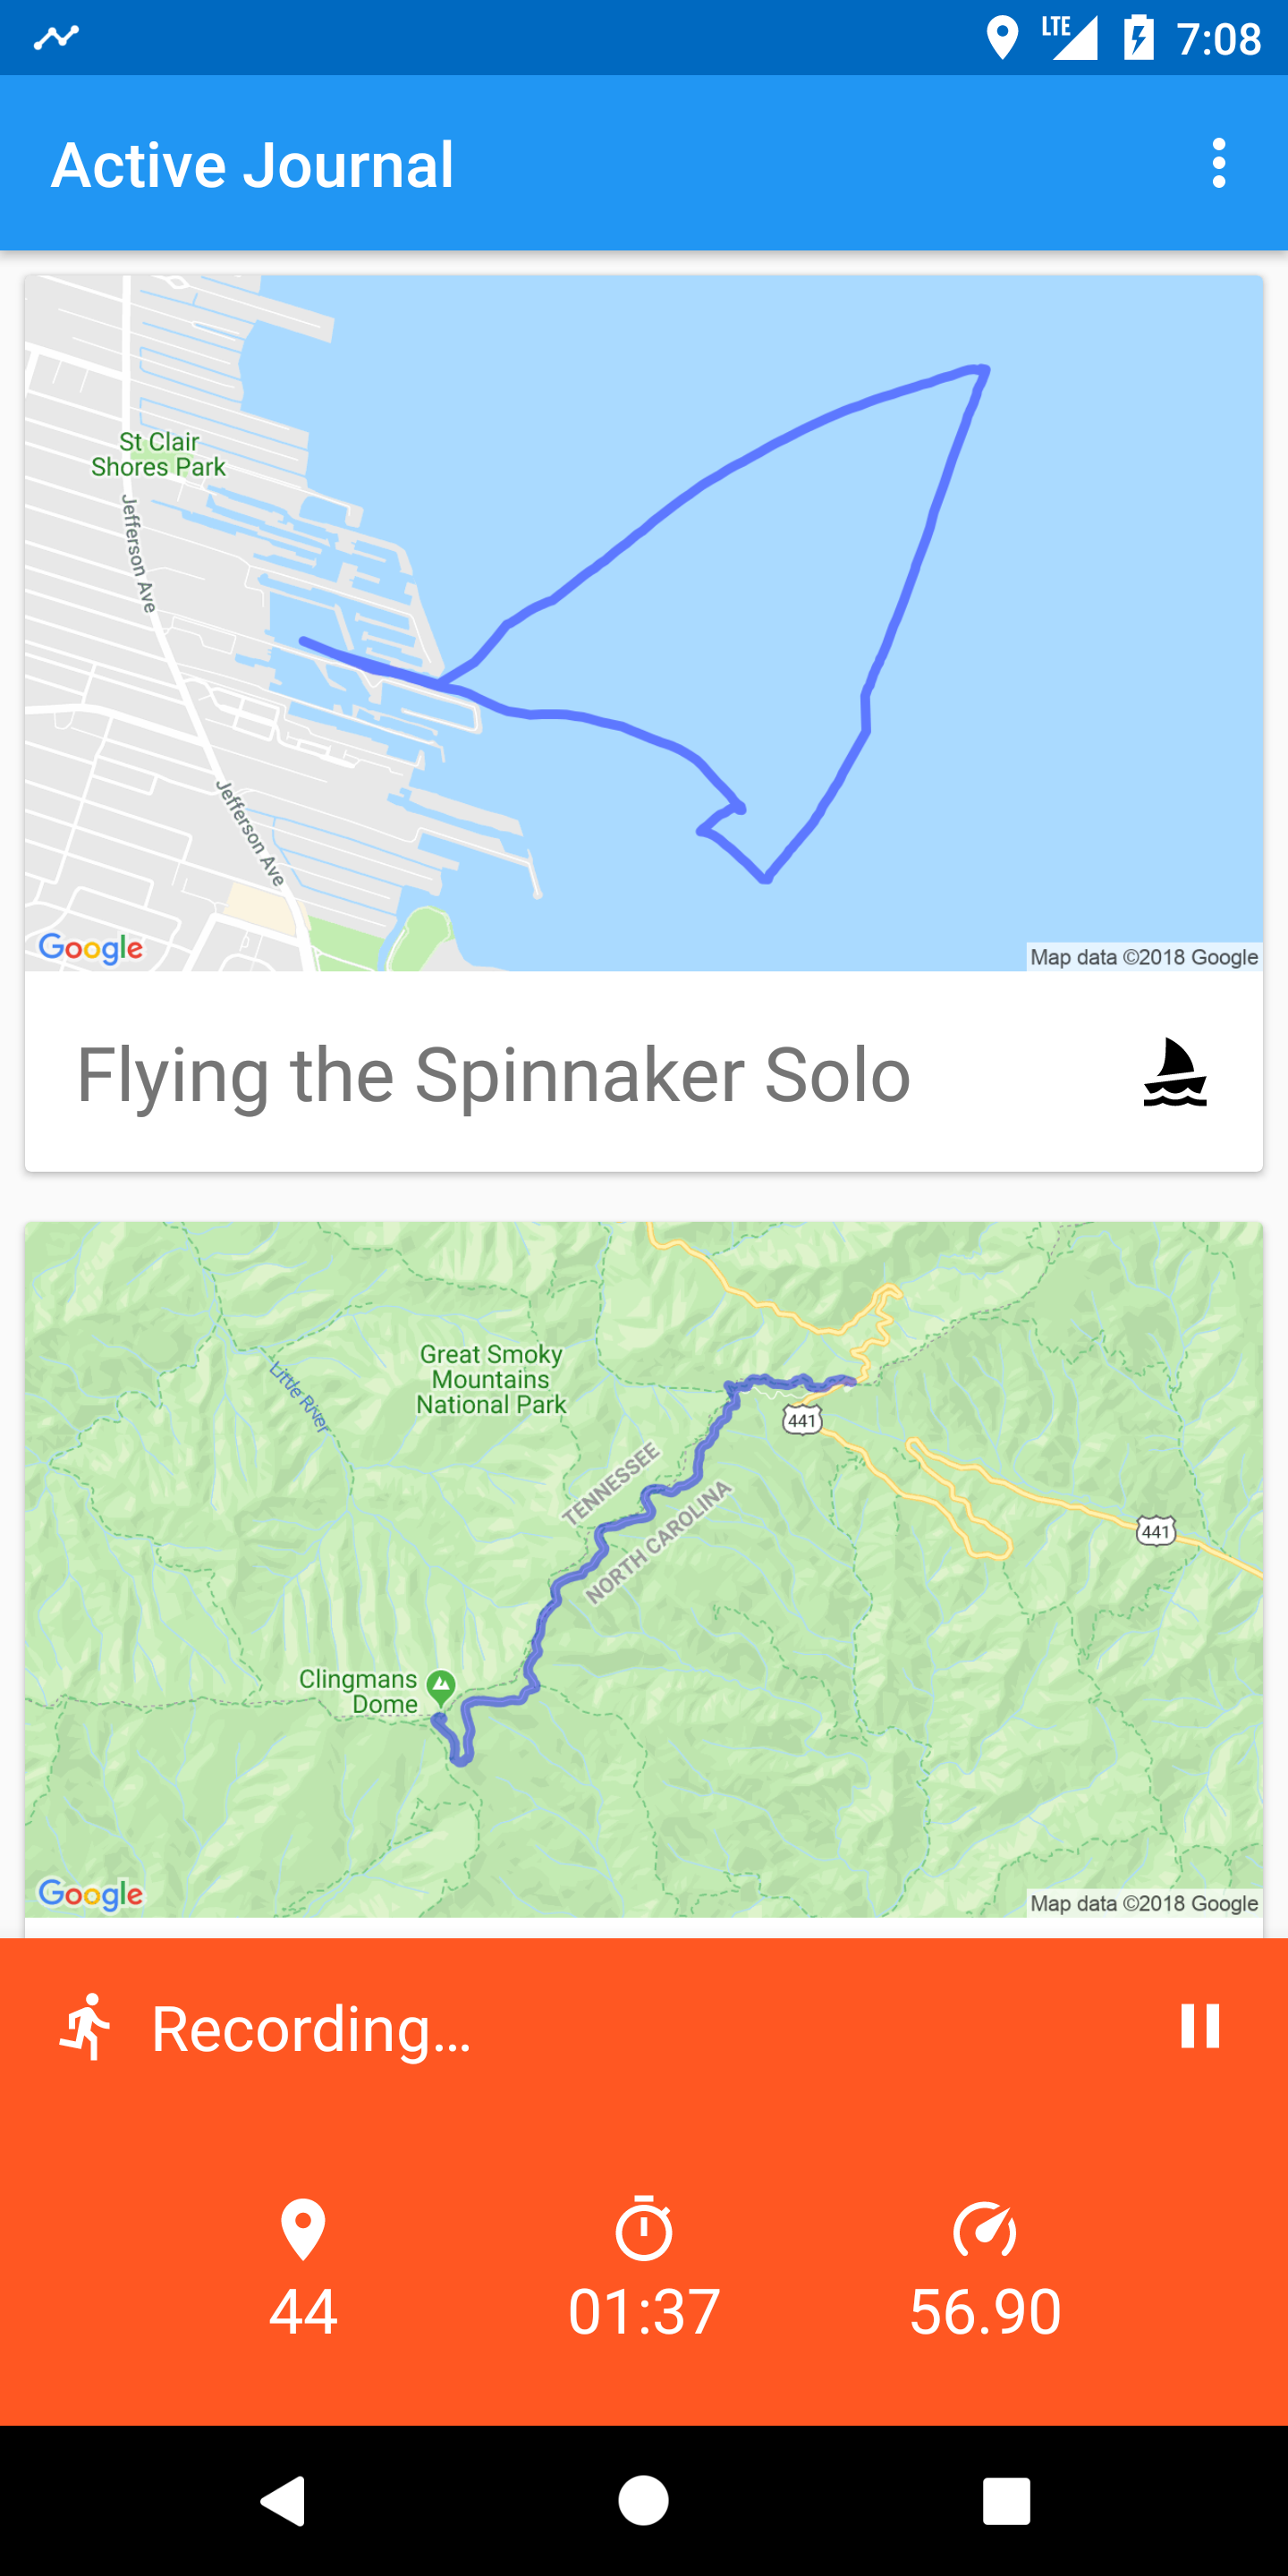 LTE 7:08
Active Journal
St Clair
Shores Park
Jefferson Ave
Jefferson Ave
Google
Map data ©2018 Google
Flying the Spinnaker Solo
Great Smoky
Mountains
National Park
Little River
441
TENNESSEE
NORTH CAROLINA
441
Clingmans
Dome
Google
Map data ©2018 Google
Recording...
44 01:37 56.90